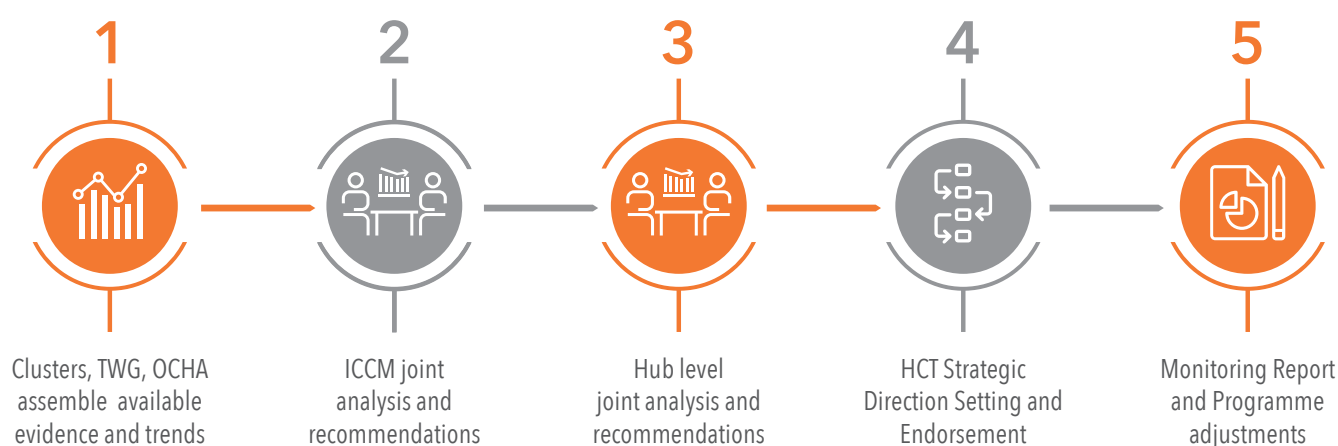 1
2
3
4
5
Clusters, TWG, OCHA
assemble available
evidence and trends
ICCM joint
analysis and
recommendations
Hub level
joint analysis and
recommendations
HCT Strategic
Direction Setting and
Endorsement
Monitoring Report
and Programme
adjustments